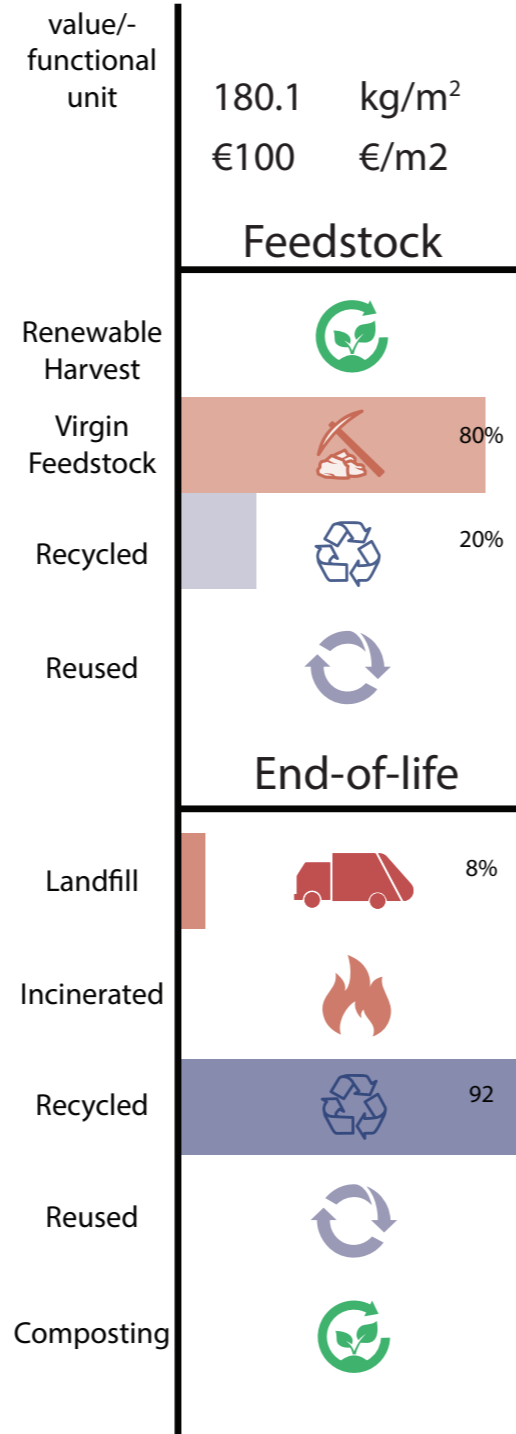 value/-
functional
unit
180.1 kg/m²
€100 €/m2
Feedstock
Renewable
Harvest
Virgin
Feedstock
80%
Recycled
20%
Reused
End-of-life
Landfill
8%
Incinerated
Recycled
92
Reused
Composting